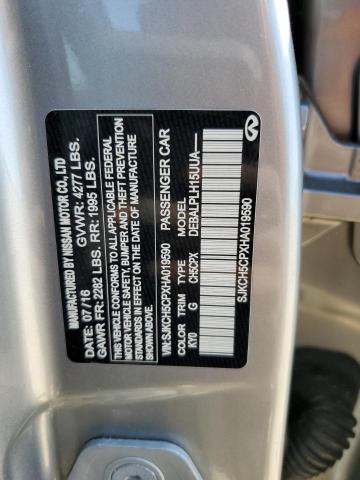 MANUFACTURED BY NISSAN MOTOR CO., LTD
DATE: 07/16 GVWR: 4277 LBS.
GAWR FR: 2282 LBS. RR: 1995 LBS.
THIS VEHICLE CONFORMS TO ALL APPLICABLE FEDERAL
MOTOR VEHICLE SAFETY, BUMPER AND THEFT PREVENTION
STANDARDS IN EFFECT ON THE DATE OF MANUFACTURE
SHOWN ABOVE.
VIN:SJKCH5CPXHA019590 PASSENGER CAR
COLOR TRIM TYPE MODEL
KY0 G CH5CPX DEBALPLH15UUA
SJKCH5CPXHA019590